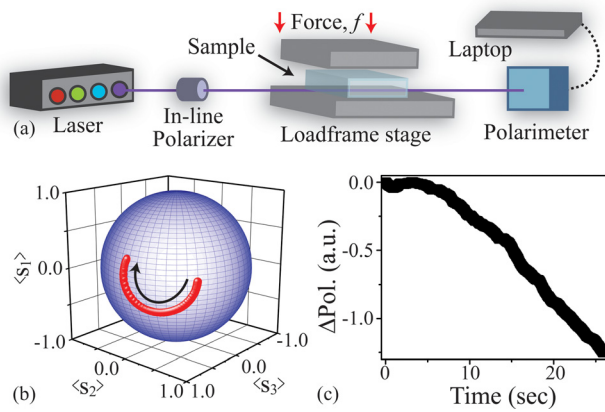 Force, f
Sample
Laptop
(a)
Laser
In-line
Polarizer
Loadframe stage
Polarimeter
(b)
1.0
0.0
-1.0
<s₁>
-1.0
0.0
1.0
<s₂>
1.0
0.0
-1.0
<s₃>
(c)
0.0
-0.5
-1.0
ΔPol. (a.u.)
0
10
20
Time (sec)